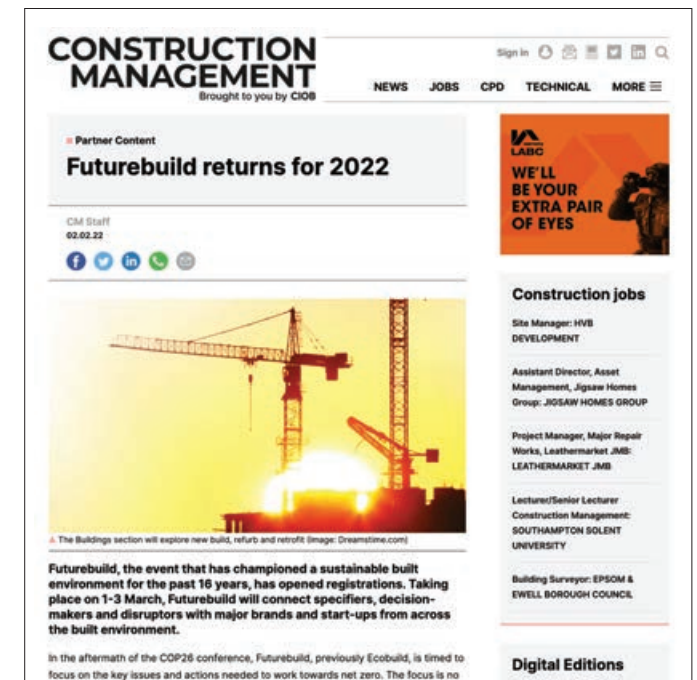 CONSTRUCTION
MANAGEMENT
Brought to you by CIOB
Sign in
NEWS JOBS CPD TECHNICAL MORE
Partner Content
Futurebuild returns for 2022
CM Staff
02.02.22
The Buildings section will explore new build, refurb and retrofit (Image: Dreamstime.com)
Futurebuild, the event that has championed a sustainable built
environment for the past 16 years, has opened registrations. Taking
place on 1-3 March, Futurebuild will connect specifiers, decision-
makers and disruptors with major brands and start-ups from across
the built environment.
In the aftermath of the COP26 conference, Futurebuild, previously Ecobuild, is timed to
focus on the key issues and actions needed to work towards net zero. The focus is no
LABC
WE'LL
BE YOUR
EXTRA PAIR
OF EYES
Construction jobs
Site Manager: HVB
DEVELOPMENT
Assistant Director, Asset
Management, Jigsaw Homes
Group: JIGSAW HOMES GROUP
Project Manager, Major Repair
Works, Leathermarket JMB:
LEATHERMARKET JMB
Lecturer/Senior Lecturer
Construction Management:
SOUTHAMPTON SOLENT
UNIVERSITY
Building Surveyor: EPSOM &
EWELL BOROUGH COUNCIL
Digital Editions